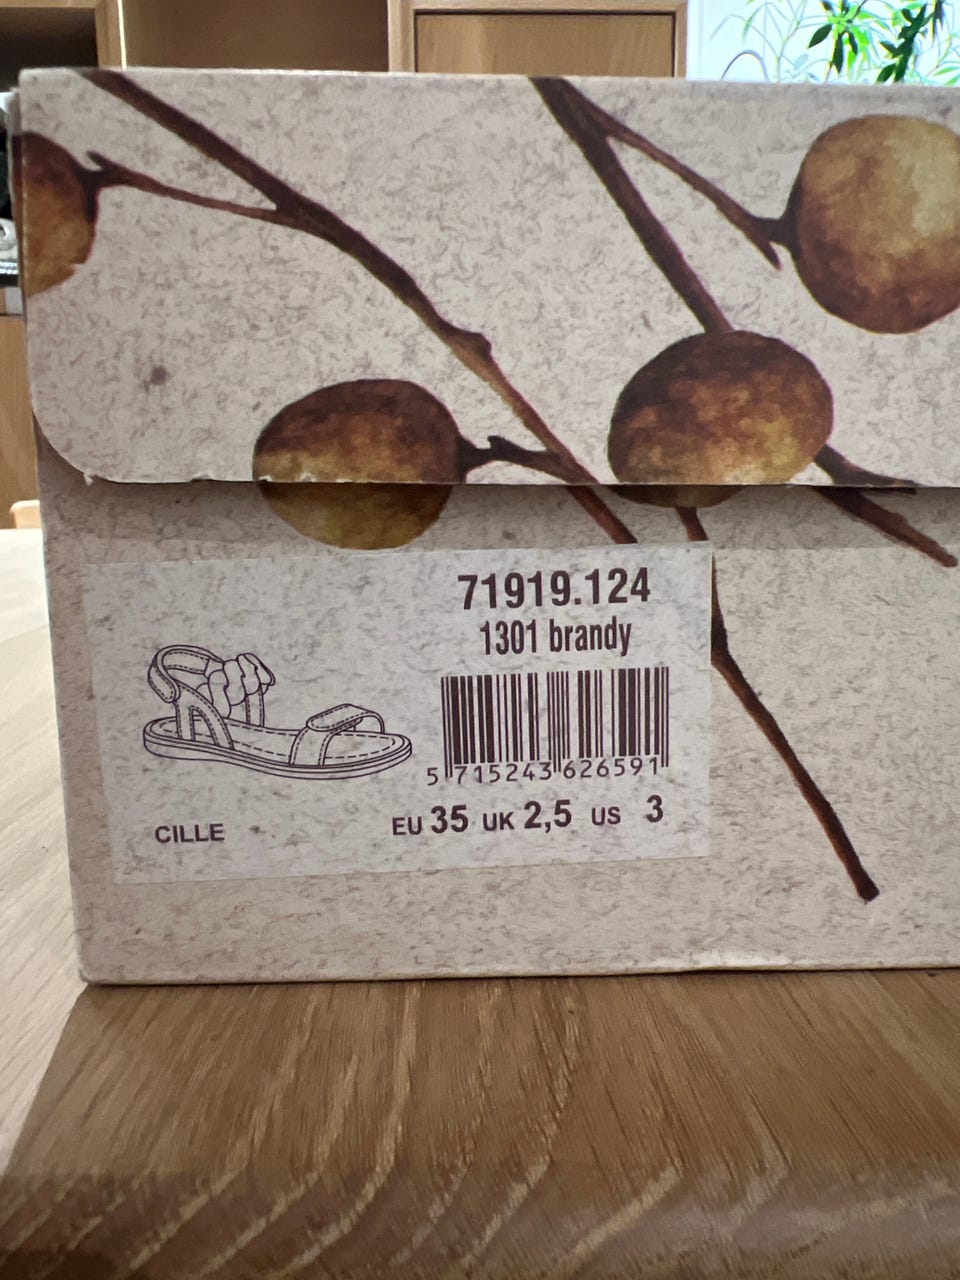 71919.124
1301 brandy
5 715243 626591
CILLE
EU 35 UK 2,5 US 3